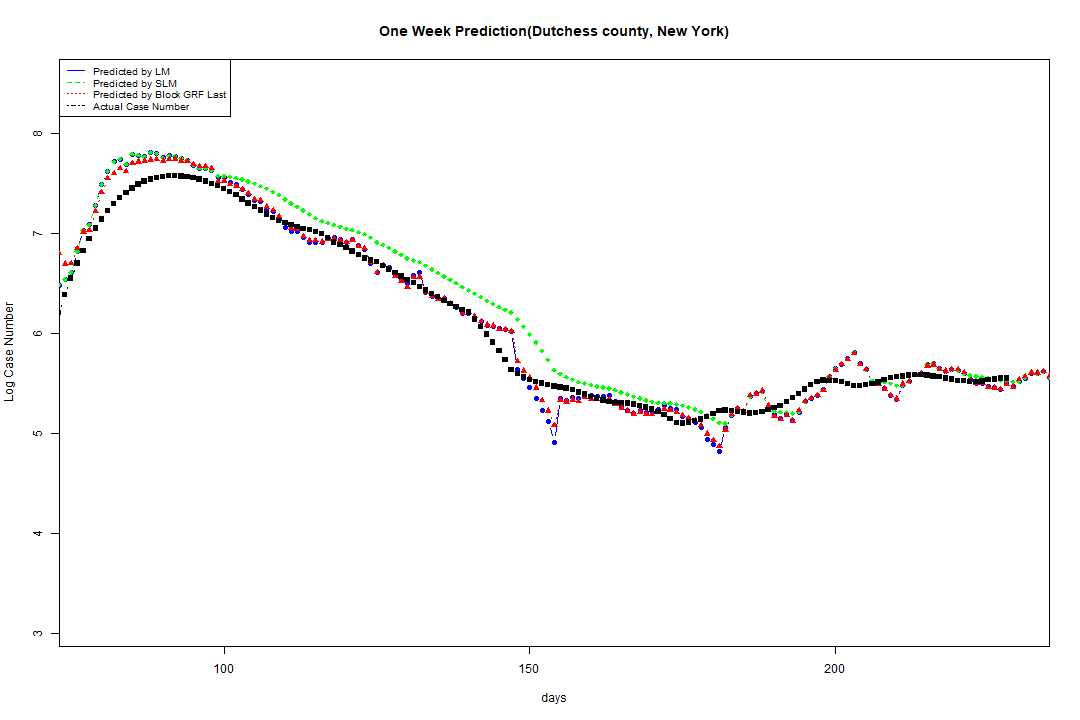 One Week Prediction(Dutchess county, New York)
Predicted by LM
Predicted by SLM
Predicted by Block GRF Last
Actual Case Number
8
7
6
5
4
3
Log Case Number
100 150 200
days